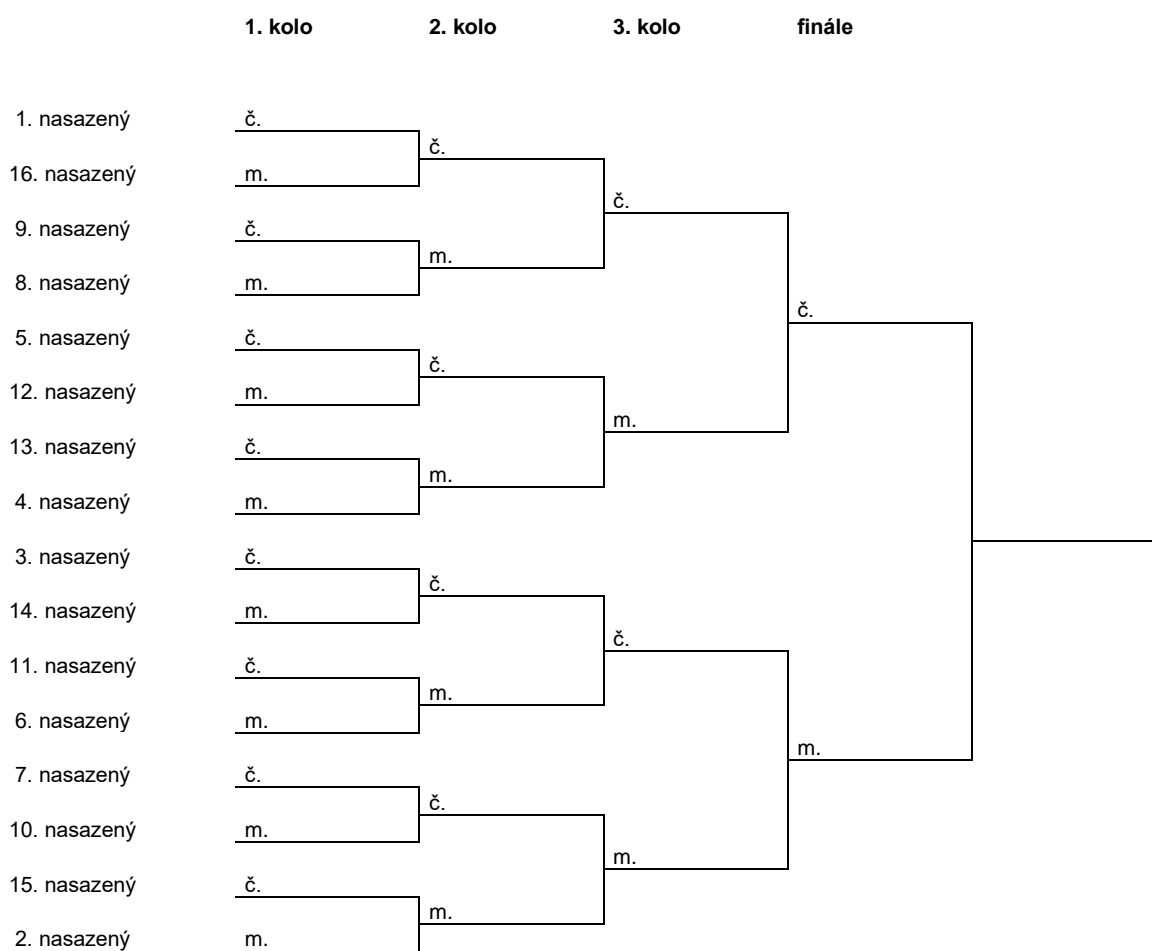 1. kolo 2. kolo 3. kolo finále
1. nasazený č.
č.
16. nasazený m.
č.
9. nasazený č.
m.
8. nasazený m.
č.
5. nasazený č.
č.
12. nasazený m.
m.
13. nasazený č.
m.
4. nasazený m.
3. nasazený č.
č.
14. nasazený m.
č.
11. nasazený č.
m.
6. nasazený m.
m.
7. nasazený č.
č.
10. nasazený m.
m.
15. nasazený č.
m.
2. nasazený m.